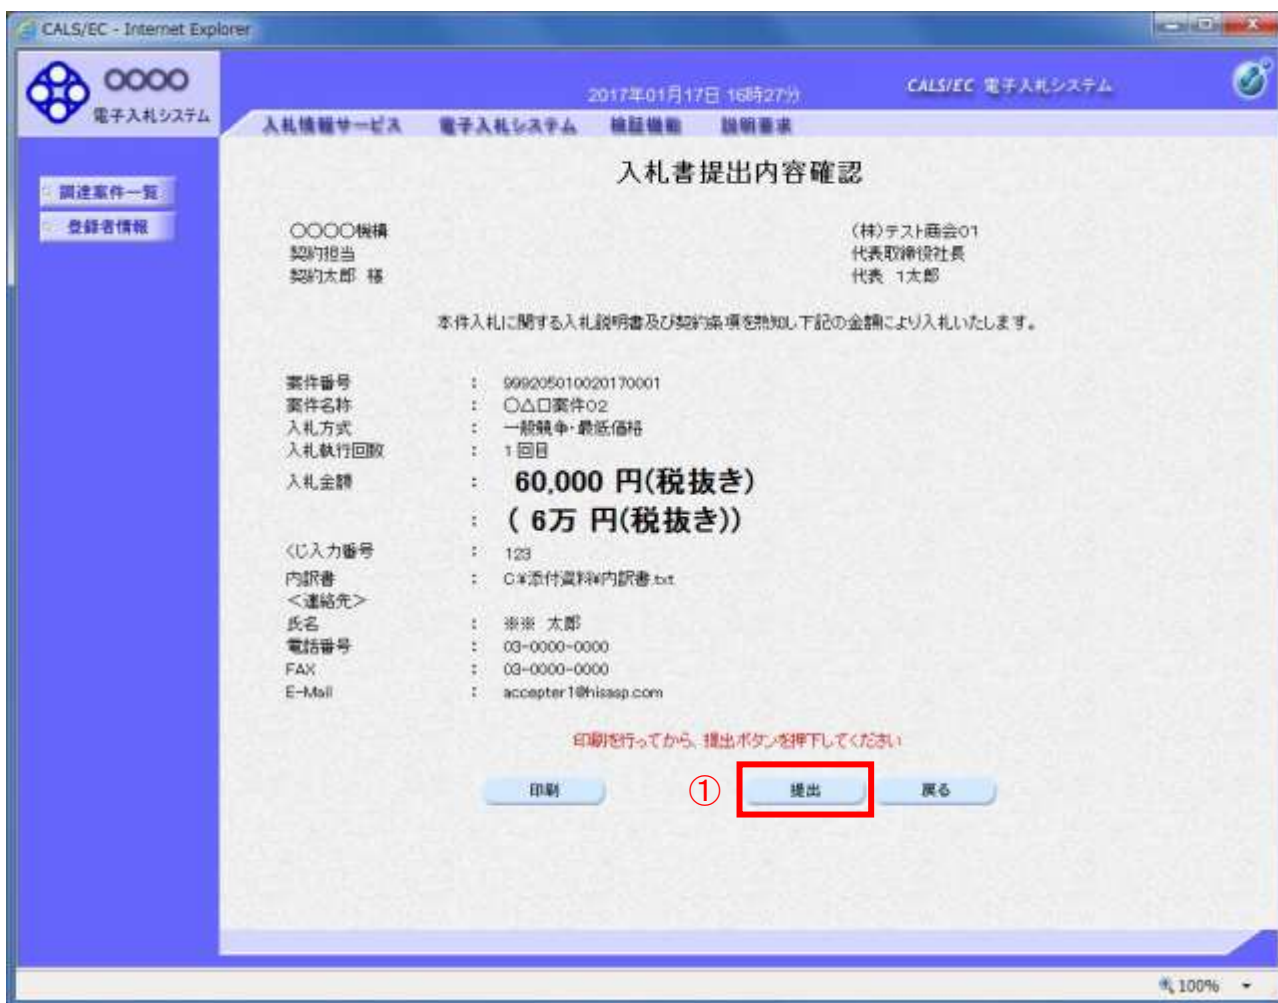 CALS/EC - Internet Explorer
〇〇〇〇
電子入札システム
2017年01月17日 16時27分
CALS/EC 電子入札システム
入札情報サービス 電子入札システム 検証機能 説明要求
調達案件一覧
登録者情報
入札書提出内容確認
〇〇〇〇機構
契約担当
契約太郎 様
(株)テスト商会01
代表取締役社長
代表 1太郎
本件入札に関する入札説明書及び契約条項を熟知し下記の金額により入札いたします。
案件番号 : 999205010020170001
案件名称 : 〇△口案件02
入札方式 : 一般競争・最低価格
入札執行回数 : 1回目
入札金額 : 60,000 円(税抜き)
: ( 6万 円(税抜き))
くじ入力番号 : 123
内訳書 : C¥添付資料¥内訳書.txt
<連絡先>
氏名 : ※※ 太郎
電話番号 : 03-0000-0000
FAX : 03-0000-0000
E-Mail : accepter1@hisasp.com
印刷を行ってから、提出ボタンを押下してください
印刷 ① 提出 戻る
100%